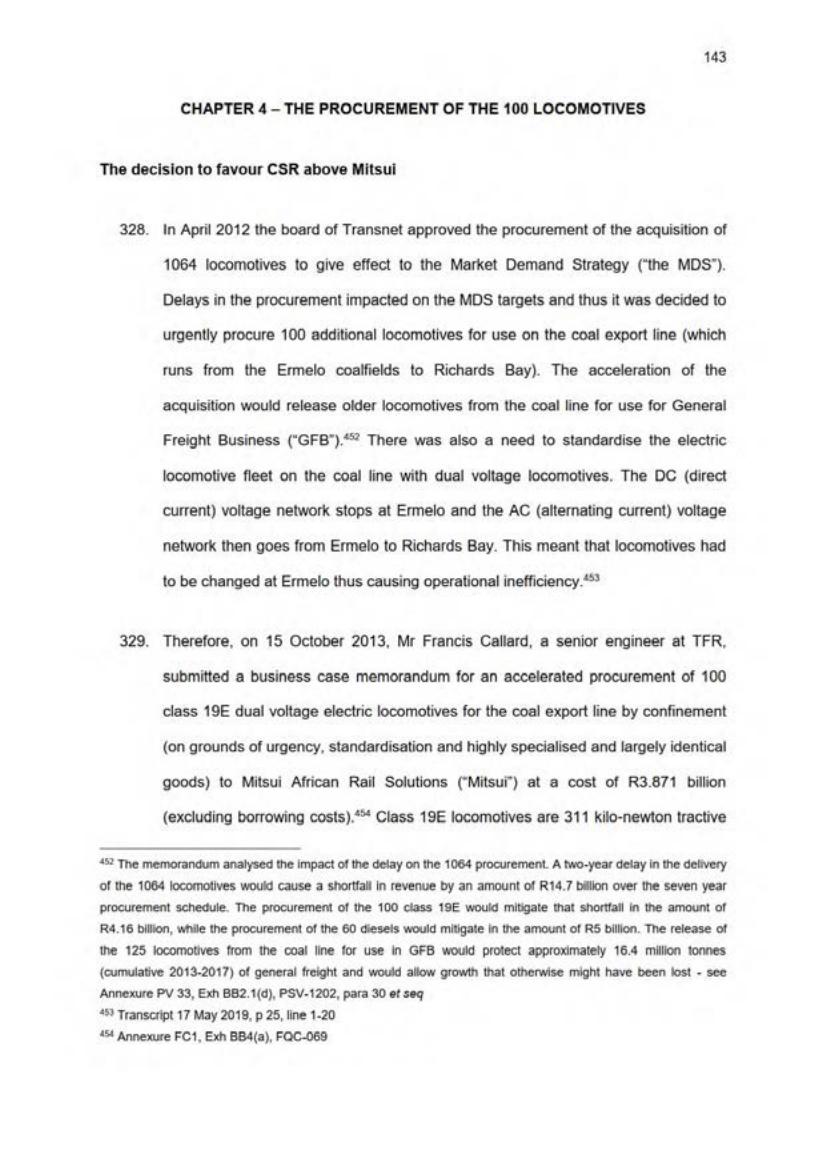 143
CHAPTER 4 – THE PROCUREMENT OF THE 100 LOCOMOTIVES
The decision to favour CSR above Mitsui
328. In April 2012 the board of Transnet approved the procurement of the acquisition of
1064 locomotives to give effect to the Market Demand Strategy (“the MDS”).
Delays in the procurement impacted on the MDS targets and thus it was decided to
urgently procure 100 additional locomotives for use on the coal export line (which
runs from the Ermelo coalfields to Richards Bay). The acceleration of the
acquisition would release older locomotives from the coal line for use for General
Freight Business (“GFB”).452 There was also a need to standardise the electric
locomotive fleet on the coal line with dual voltage locomotives. The DC (direct
current) voltage network stops at Ermelo and the AC (alternating current) voltage
network then goes from Ermelo to Richards Bay. This meant that locomotives had
to be changed at Ermelo thus causing operational inefficiency.453
329. Therefore, on 15 October 2013, Mr Francis Callard, a senior engineer at TFR,
submitted a business case memorandum for an accelerated procurement of 100
class 19E dual voltage electric locomotives for the coal export line by confinement
(on grounds of urgency, standardisation and highly specialised and largely identical
goods) to Mitsui African Rail Solutions (“Mitsui”) at a cost of R3.871 billion
(excluding borrowing costs).454 Class 19E locomotives are 311 kilo-newton tractive
452 The memorandum analysed the impact of the delay on the 1064 procurement. A two-year delay in the delivery
of the 1064 locomotives would cause a shortfall in revenue by an amount of R14.7 billion over the seven year
procurement schedule. The procurement of the 100 class 19E would mitigate that shortfall in the amount of
R4.16 billion, while the procurement of the 60 diesels would mitigate in the amount of R5 billion. The release of
the 125 locomotives from the coal line for use in GFB would protect approximately 16.4 million tonnes
(cumulative 2013-2017) of general freight and would allow growth that otherwise might have been lost - see
Annexure PV 33, Exh BB2.1(d), PSV-1202, para 30 et seq
453 Transcript 17 May 2019, p 25, line 1-20
454 Annexure FC1, Exh BB4(a), FQC-069